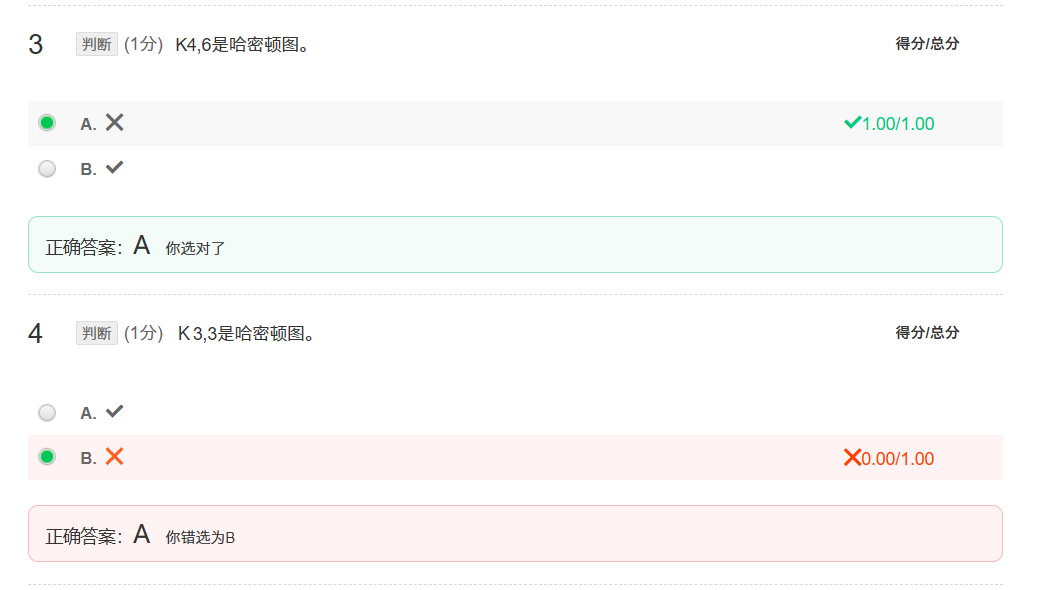 3 判断 (1分) K4,6是哈密顿图。 得分/总分
A. ✕ ✔1.00/1.00
B. ✔
正确答案：A 你选对了
4 判断 (1分) K 3,3是哈密顿图。 得分/总分
A. ✔
B. ✕ ✕0.00/1.00
正确答案：A 你错选为B